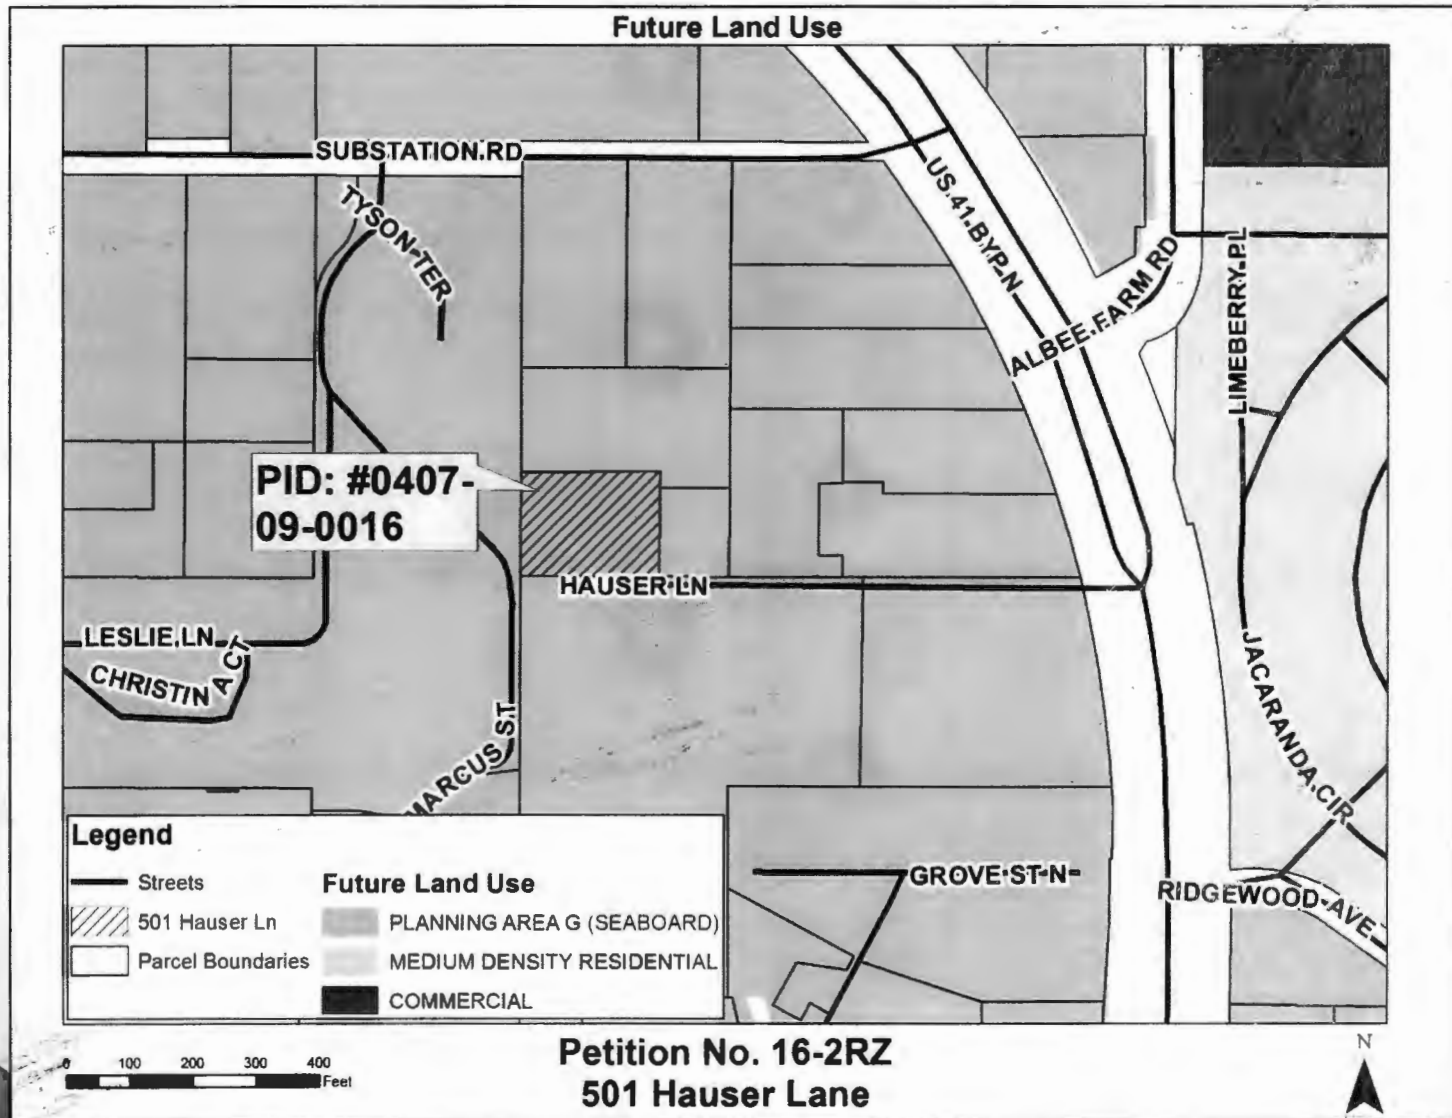 Future Land Use
SUBSTATION.RD
TYSON-TER
US.41.BYP.N
ALBEE.FARM RD
LIMEBERRY.PL
PID: #0407-
09-0016
HAUSER LN
LESLIE.LN
CHRISTIN A CT
MARCUS S.T
JACARANDA.CIR
GROVE-ST-N-
RIDGEWOOD-AVE
Legend
Streets
501 Hauser Ln
Parcel Boundaries
Future Land Use
PLANNING AREA G (SEABOARD)
MEDIUM DENSITY RESIDENTIAL
COMMERCIAL
0 100 200 300 400
Feet
Petition No. 16-2RZ
501 Hauser Lane
N